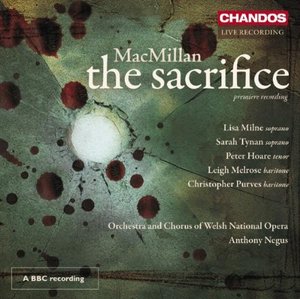 CHANDOS
LIVE RECORDING
MacMillan
the sacrifice
premiere recording
Lisa Milne soprano
Sarah Tynan soprano
Peter Hoare tenor
Leigh Melrose baritone
Christopher Purves baritone
Orchestra and Chorus of Welsh National Opera
Anthony Negus
A BBC recording